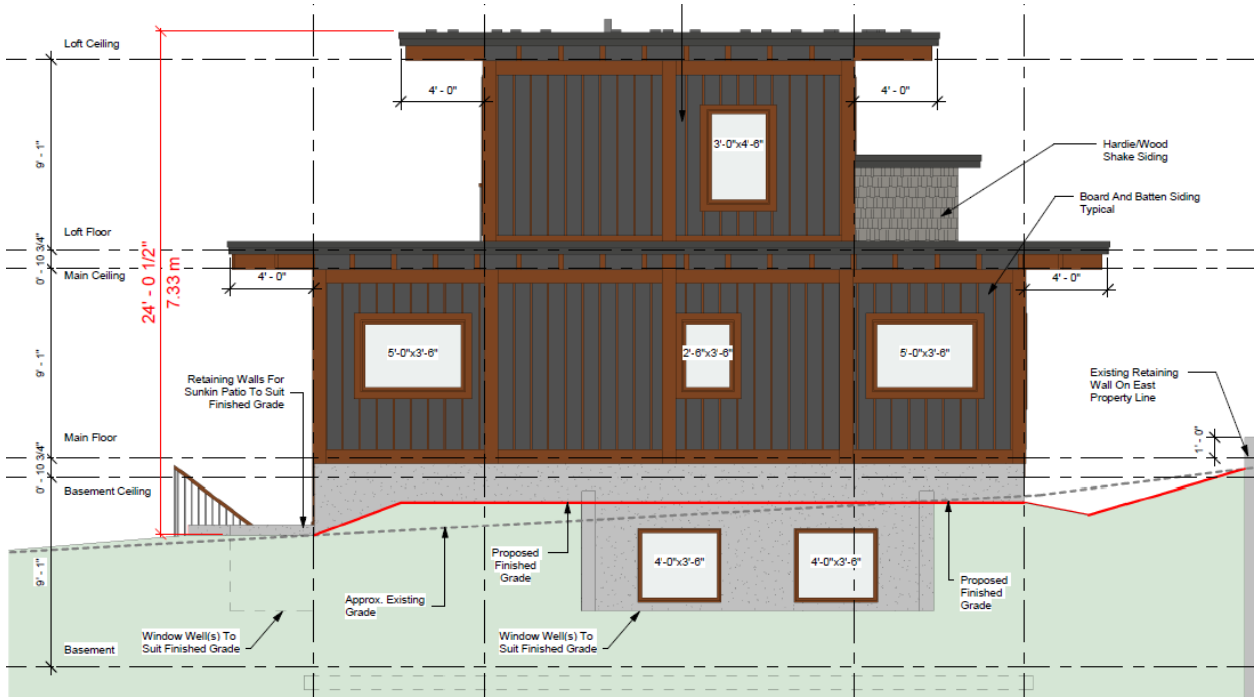 Loft Ceiling
4' - 0"
4' - 0"
3'-0"x4'-6"
9' - 1"
Hardie/Wood
Shake Siding
Board And Batten Siding
Typical
Loft Floor
0' - 10 3/4"
Main Ceiling
24' - 0 1/2"
7.33 m
4' - 0"
4' - 0"
5'-0"x3'-6"
2'-6"x3'-6"
5'-0"x3'-6"
9' - 1"
Retaining Walls For
Sunkin Patio To Suit
Finished Grade
Existing Retaining
Wall On East
Property Line
1' - 0"
Main Floor
0' - 10 3/4"
Basement Ceiling
9' - 1"
Proposed
Finished
Grade
4'-0"x3'-6"
4'-0"x3'-6"
Proposed
Finished
Grade
Approx. Existing
Grade
Window Well(s) To
Suit Finished Grade
Window Well(s) To
Suit Finished Grade
Basement